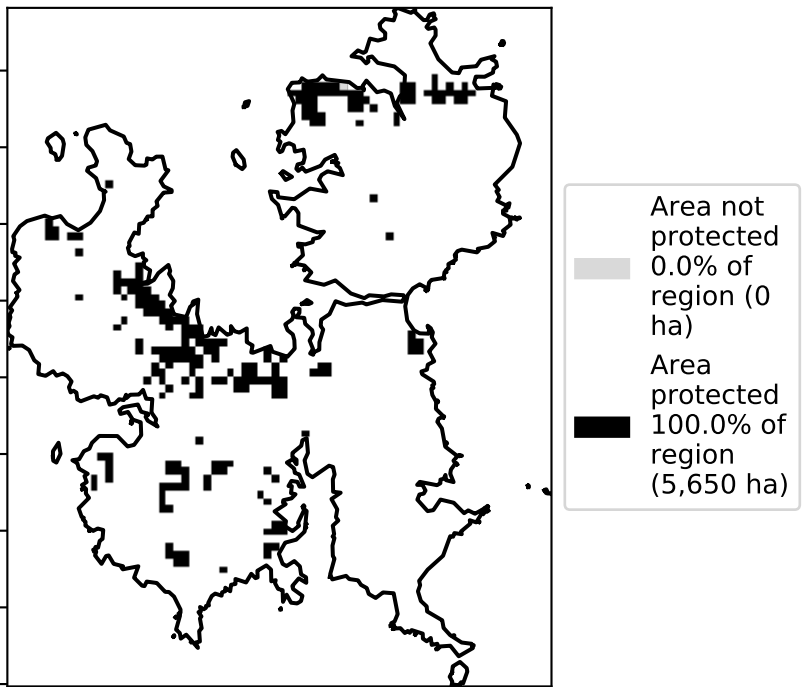 Area not
protected
0.0% of
region (0
ha)
Area
protected
100.0% of
region
(5,650 ha)